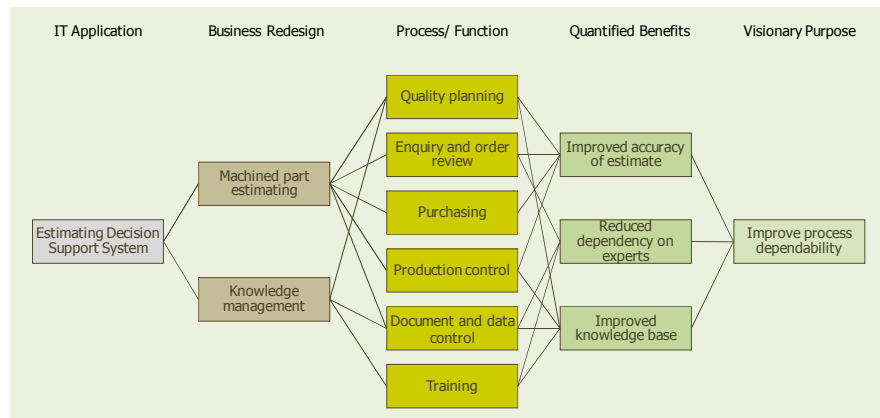 IT Application
Business Redesign
Process/ Function
Quantified Benefits
Visionary Purpose
Estimating Decision
Support System
Machined part
estimating
Knowledge
management
Quality planning
Enquiry and order
review
Purchasing
Production control
Document and data
control
Training
Improved accuracy
of estimate
Reduced
dependency on
experts
Improved
knowledge base
Improve process
dependability